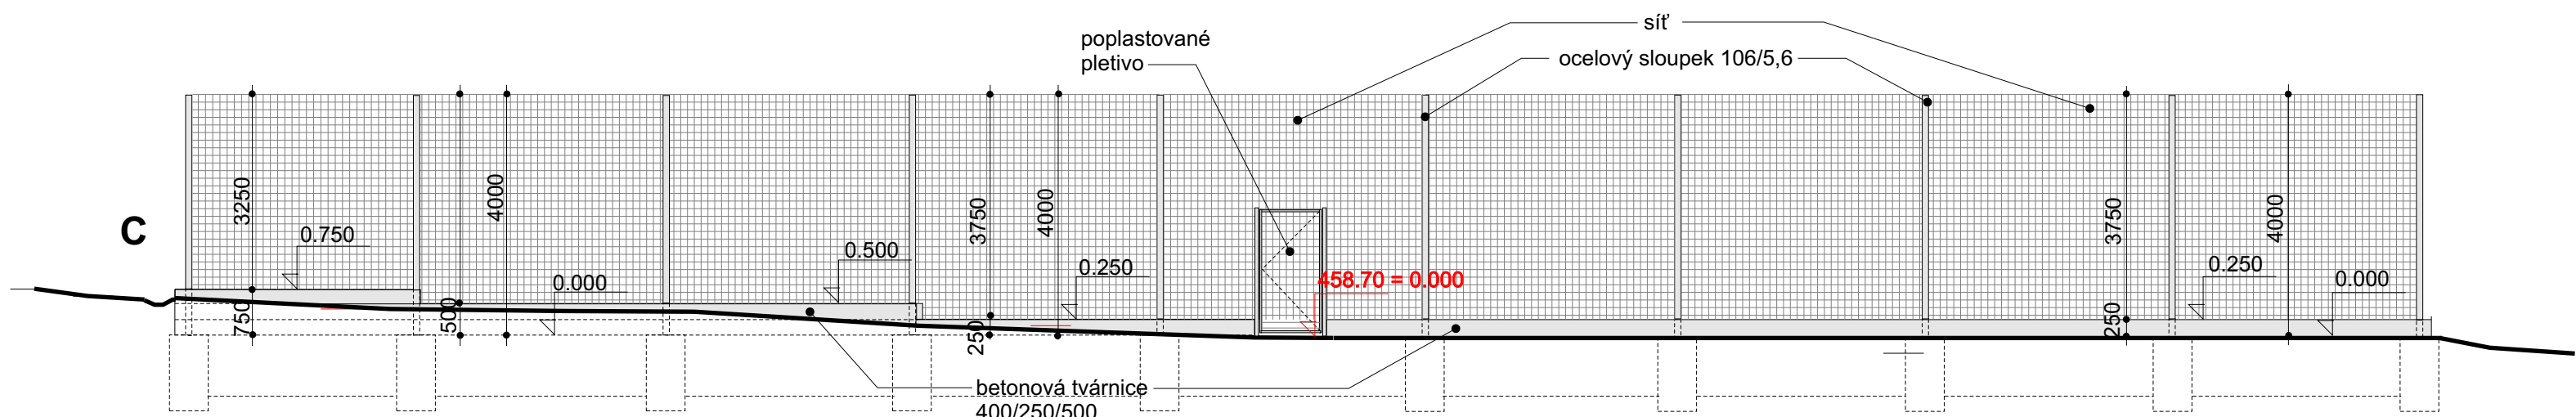 síť
poplastované
pletivo
ocelový sloupek 106/5,6
C
3250
4000
3750
4000
3750
4000
0.750
0.500
0.250
0.250
0.000
458.70 = 0.000
0.000
750
500
250
250
betonová tvárnice
400/250/500